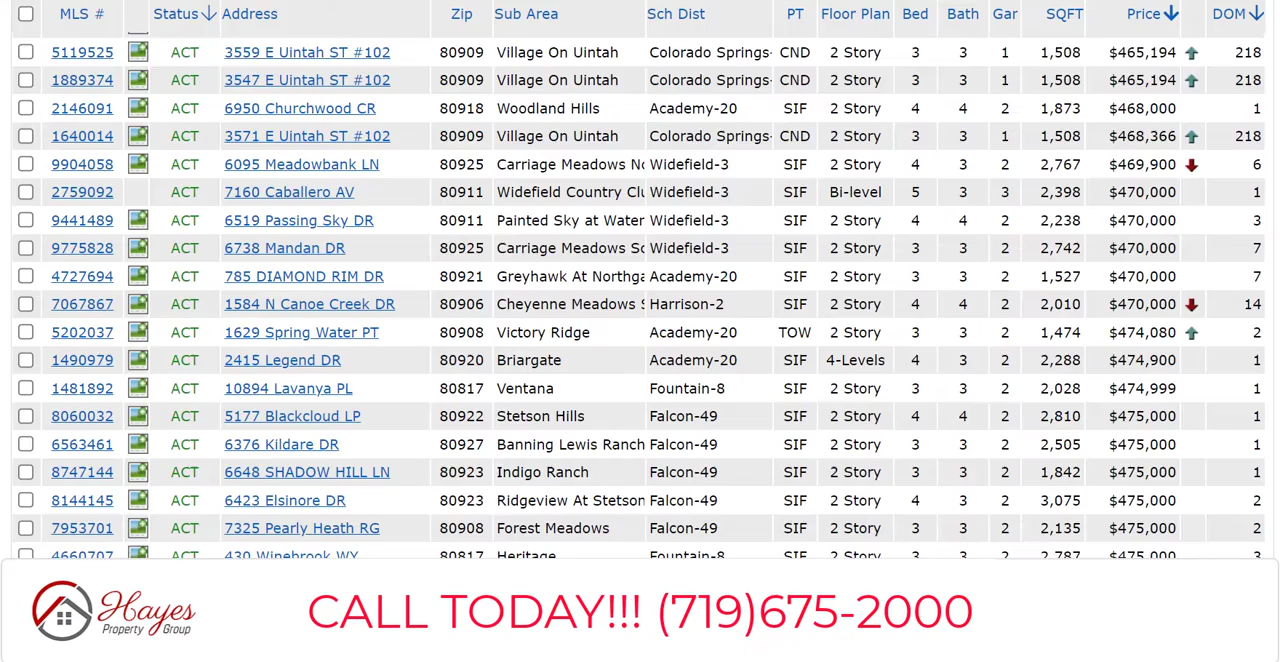 MLS # Status Address Zip Sub Area Sch Dist PT Floor Plan Bed Bath Gar SQFT Price DOM
5119525 ACT 3559 E Uintah ST #102 80909 Village On Uintah Colorado Springs- CND 2 Story 3 3 1 1,508 $465,194 218
1889374 ACT 3547 E Uintah ST #102 80909 Village On Uintah Colorado Springs- CND 2 Story 3 3 1 1,508 $465,194 218
2146091 ACT 6950 Churchwood CR 80918 Woodland Hills Academy-20 SIF 2 Story 4 4 2 1,873 $468,000 1
1640014 ACT 3571 E Uintah ST #102 80909 Village On Uintah Colorado Springs- CND 2 Story 3 3 1 1,508 $468,366 218
9904058 ACT 6095 Meadowbank LN 80925 Carriage Meadows No Widefield-3 SIF 2 Story 4 3 2 2,767 $469,900 6
2759092 ACT 7160 Caballero AV 80911 Widefield Country Clu Widefield-3 SIF Bi-level 5 3 3 2,398 $470,000 1
9441489 ACT 6519 Passing Sky DR 80911 Painted Sky at Water Widefield-3 SIF 2 Story 4 4 2 2,238 $470,000 3
9775828 ACT 6738 Mandan DR 80925 Carriage Meadows So Widefield-3 SIF 2 Story 3 3 2 2,742 $470,000 7
4727694 ACT 785 DIAMOND RIM DR 80921 Greyhawk At Northga Academy-20 SIF 2 Story 3 3 2 1,527 $470,000 7
7067867 ACT 1584 N Canoe Creek DR 80906 Cheyenne Meadows S Harrison-2 SIF 2 Story 4 4 2 2,010 $470,000 14
5202037 ACT 1629 Spring Water PT 80908 Victory Ridge Academy-20 TOW 2 Story 3 3 2 1,474 $474,080 2
1490979 ACT 2415 Legend DR 80920 Briargate Academy-20 SIF 4-Levels 4 3 2 2,288 $474,900 1
1481892 ACT 10894 Lavanya PL 80817 Ventana Fountain-8 SIF 2 Story 3 3 2 2,028 $474,999 1
8060032 ACT 5177 Blackcloud LP 80922 Stetson Hills Falcon-49 SIF 2 Story 4 4 2 2,810 $475,000 1
6563461 ACT 6376 Kildare DR 80927 Banning Lewis Ranch Falcon-49 SIF 2 Story 3 3 2 2,505 $475,000 1
8747144 ACT 6648 SHADOW HILL LN 80923 Indigo Ranch Falcon-49 SIF 2 Story 3 3 2 1,842 $475,000 1
8144145 ACT 6423 Elsinore DR 80923 Ridgeview At Stetson Falcon-49 SIF 2 Story 4 3 2 3,075 $475,000 2
7953701 ACT 7325 Pearly Heath RG 80908 Forest Meadows Falcon-49 SIF 2 Story 3 3 2 2,135 $475,000 2
4660707 ACT 430 Winebrook WY 80817 Heritage Fountain-8 SIF 2 Story 3 3 2 2,787 $475,000 3
Hayes
Property Group
CALL TODAY!!! (719)675-2000